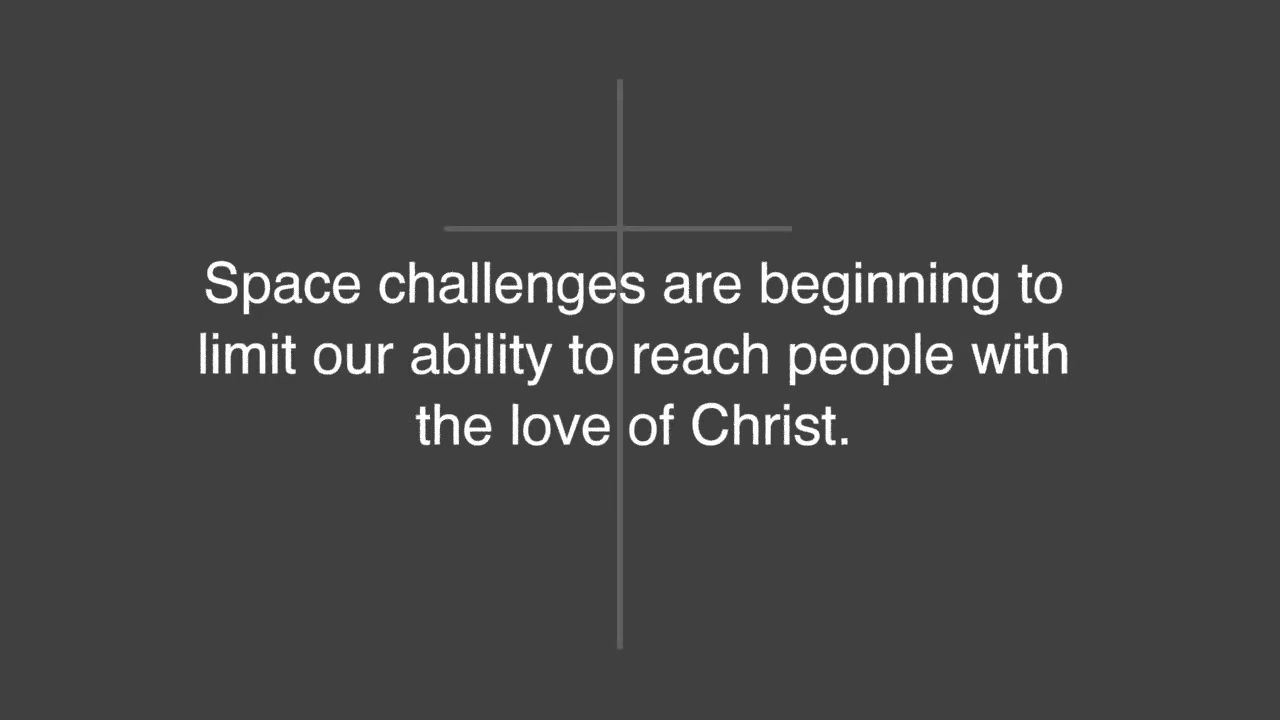 Space challenges are beginning to
limit our ability to reach people with
the love of Christ.